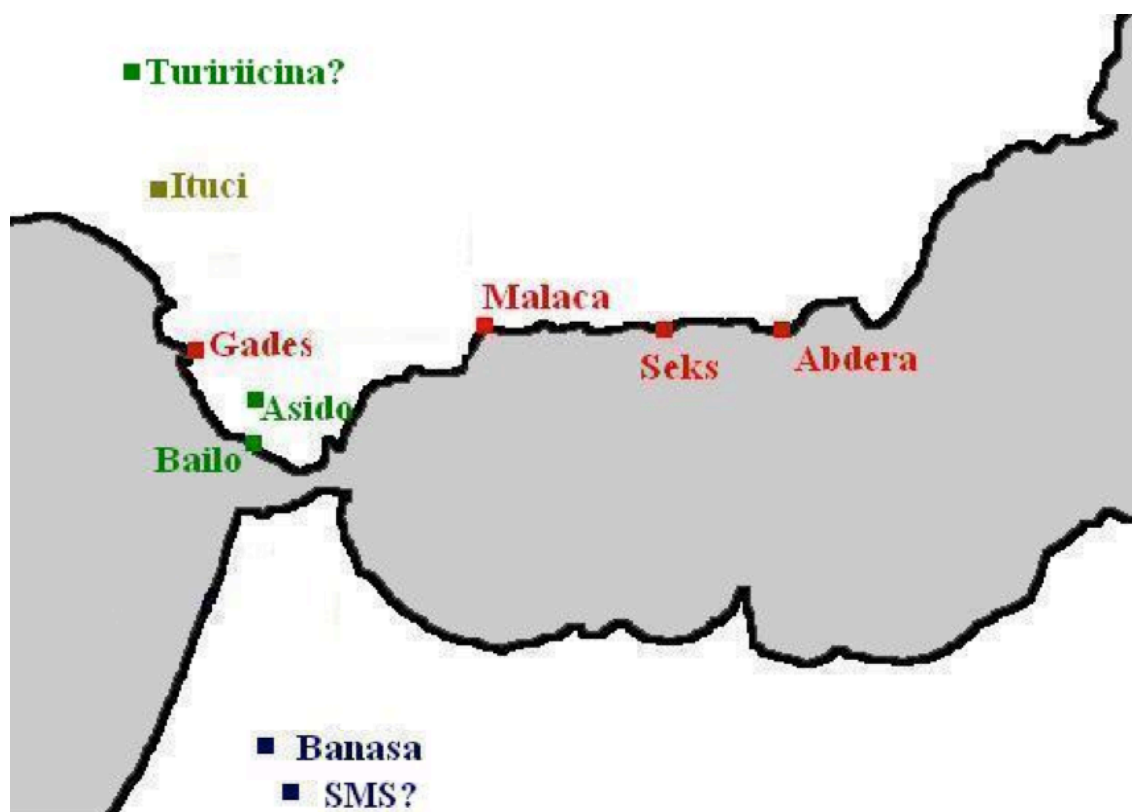 Tuririicina?
Ituci
Malaca
Gades
Seks
Abdera
Asido
Bailo
Banasa
SMS?